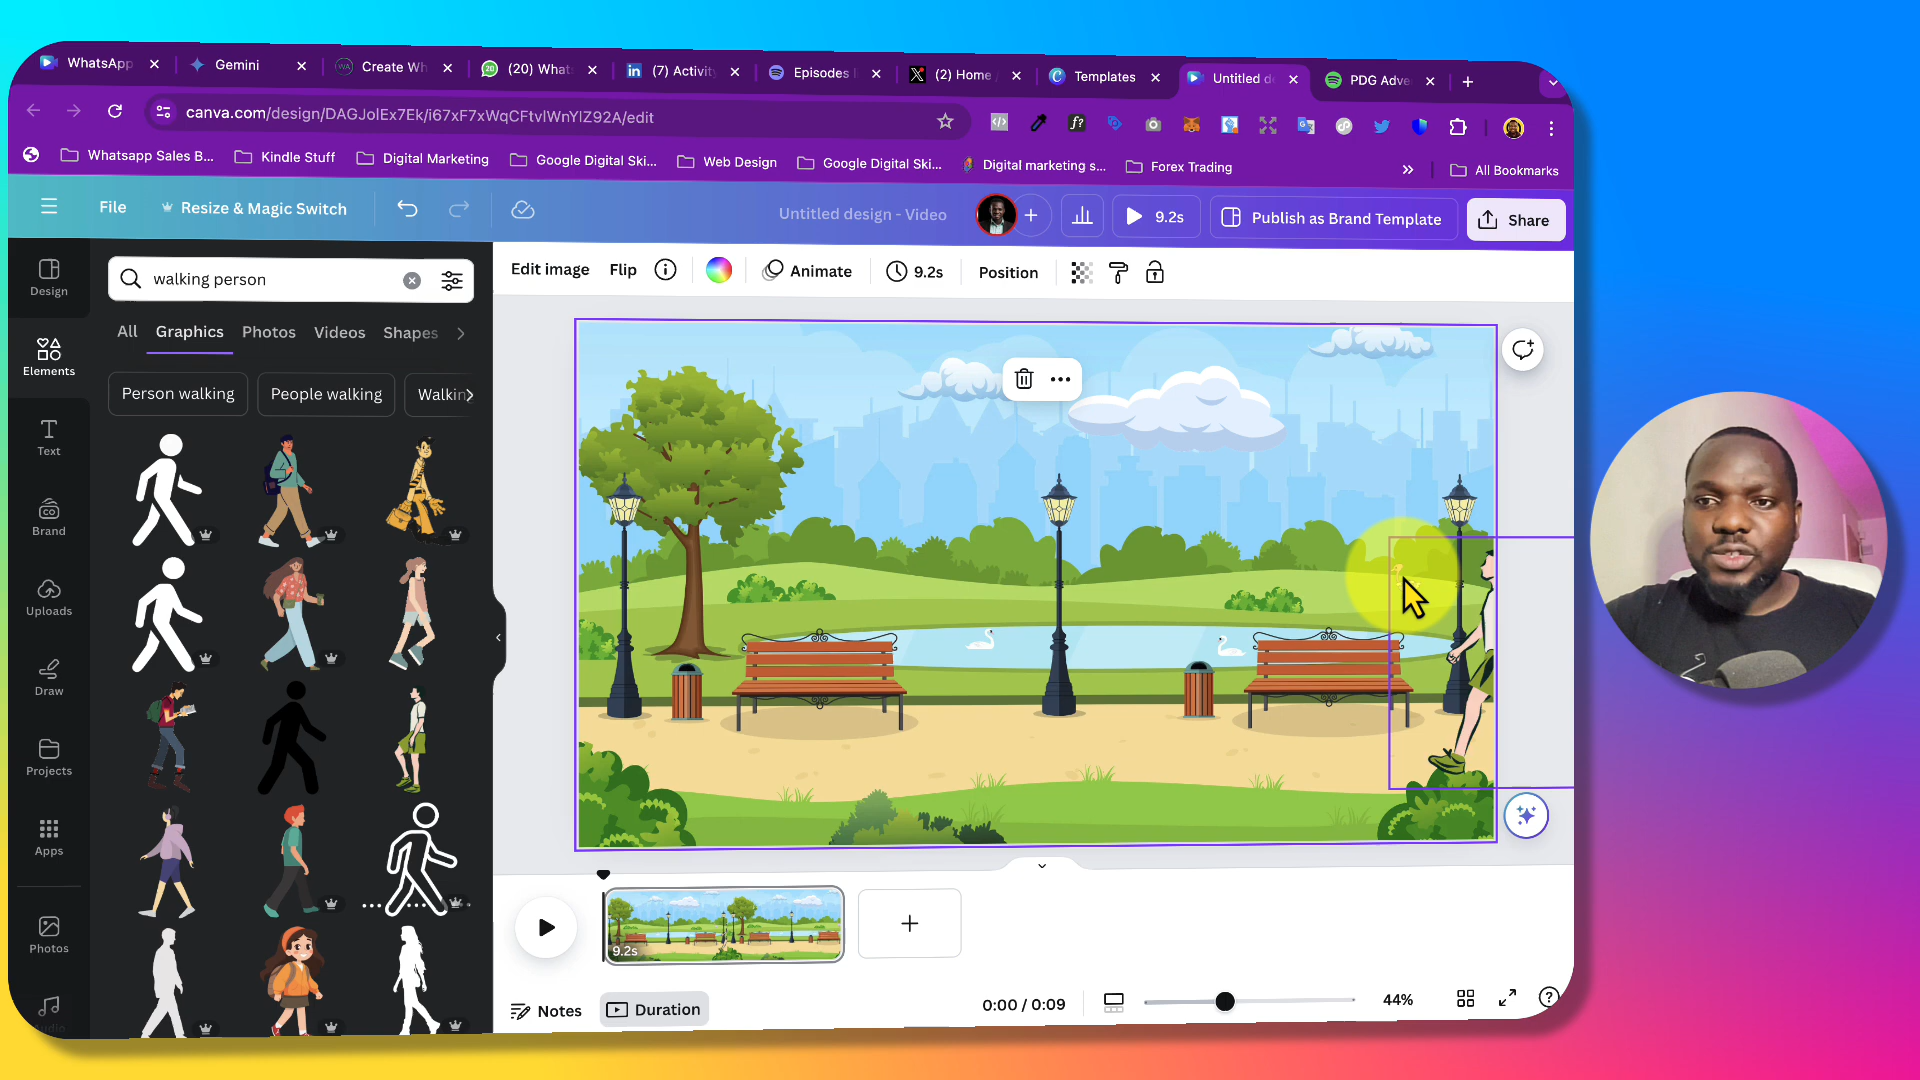 WhatsApp
Gemini
Create Wh
(20) What
(7) Activit
Episodes
(2) Home /
Templates
Untitled d
PDG Adve
canva.com/design/DAGJolEx7Ek/i67xF7xWqCFtvIWnYIZ92A/edit
Whatsapp Sales B...
Kindle Stuff
Digital Marketing
Google Digital Ski...
Web Design
Google Digital Ski...
Digital marketing s...
Forex Trading
»
All Bookmarks
File
Resize & Magic Switch
Untitled design - Video
9.2s
Publish as Brand Template
Share
Design
Elements
Text
Brand
Uploads
Draw
Projects
Apps
Photos
Audio
walking person
All
Graphics
Photos
Videos
Shapes
Person walking
People walking
Walkin
Edit image
Flip
Animate
9.2s
Position
9.2s
Notes
Duration
0:00 / 0:09
44%